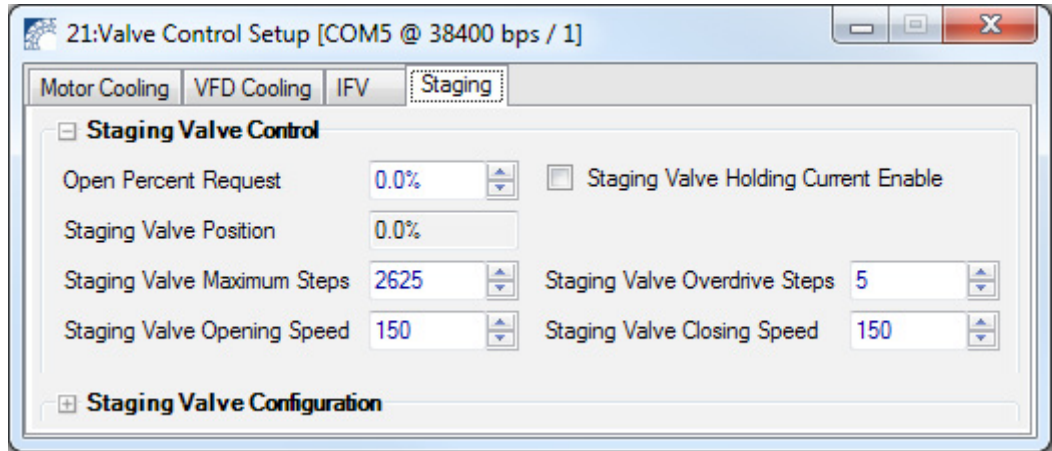 21:Valve Control Setup [COM5 @ 38400 bps / 1]
Motor Cooling VFD Cooling IFV Staging
Staging Valve Control
Open Percent Request 0.0% Staging Valve Holding Current Enable
Staging Valve Position 0.0%
Staging Valve Maximum Steps 2625 Staging Valve Overdrive Steps 5
Staging Valve Opening Speed 150 Staging Valve Closing Speed 150
Staging Valve Configuration